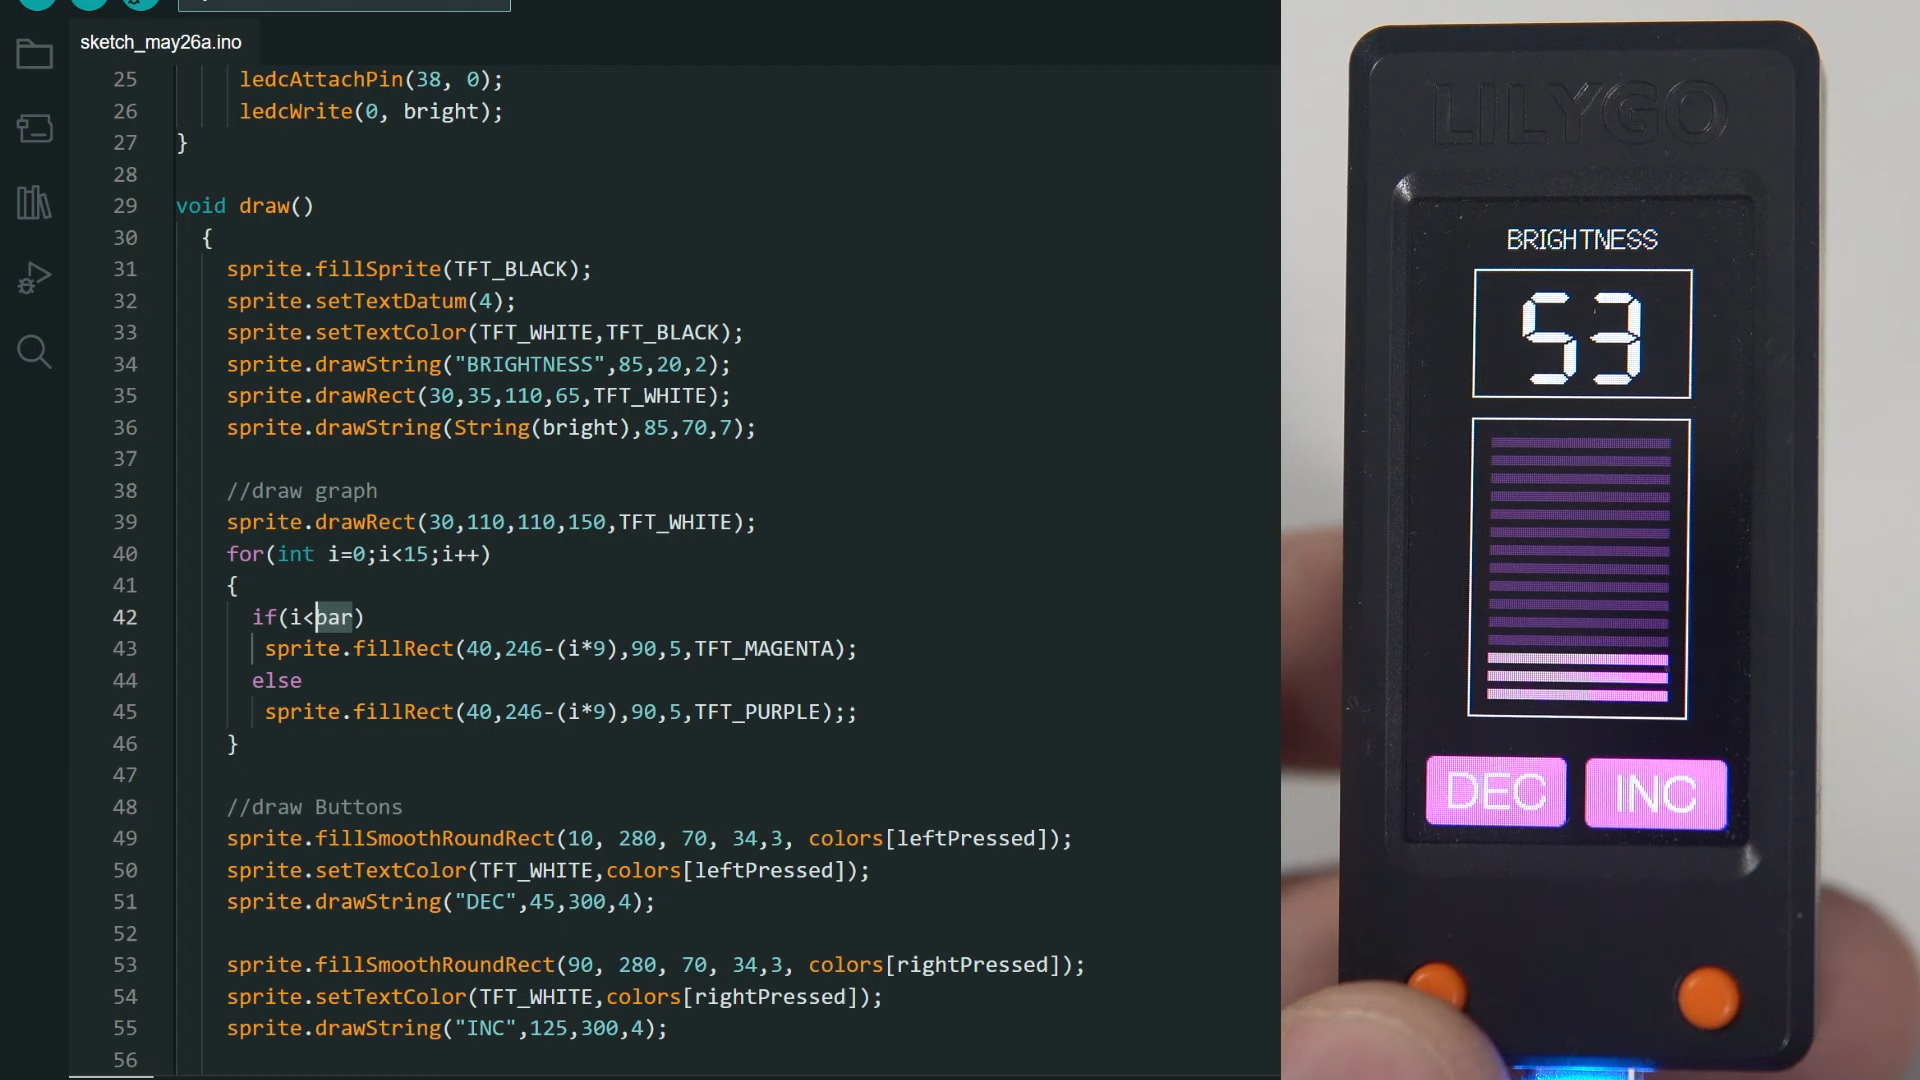 sketch_may26a.ino
25 ledcAttachPin(38, 0);
26 ledcWrite(0, bright);
27 }
28
29 void draw()
30 {
31 sprite.fillSprite(TFT_BLACK);
32 sprite.setTextDatum(4);
33 sprite.setTextColor(TFT_WHITE,TFT_BLACK);
34 sprite.drawString("BRIGHTNESS",85,20,2);
35 sprite.drawRect(30,35,110,65,TFT_WHITE);
36 sprite.drawString(String(bright),85,70,7);
37
38 //draw graph
39 sprite.drawRect(30,110,110,150,TFT_WHITE);
40 for(int i=0;i<15;i++)
41 {
42 if(i<bar)
43 sprite.fillRect(40,246-(i*9),90,5,TFT_MAGENTA);
44 else
45 sprite.fillRect(40,246-(i*9),90,5,TFT_PURPLE);;
46 }
47
48 //draw Buttons
49 sprite.fillSmoothRoundRect(10, 280, 70, 34,3, colors[leftPressed]);
50 sprite.setTextColor(TFT_WHITE,colors[leftPressed]);
51 sprite.drawString("DEC",45,300,4);
52
53 sprite.fillSmoothRoundRect(90, 280, 70, 34,3, colors[rightPressed]);
54 sprite.setTextColor(TFT_WHITE,colors[rightPressed]);
55 sprite.drawString("INC",125,300,4);
56
LILYGO
BRIGHTNESS
53
DEC INC